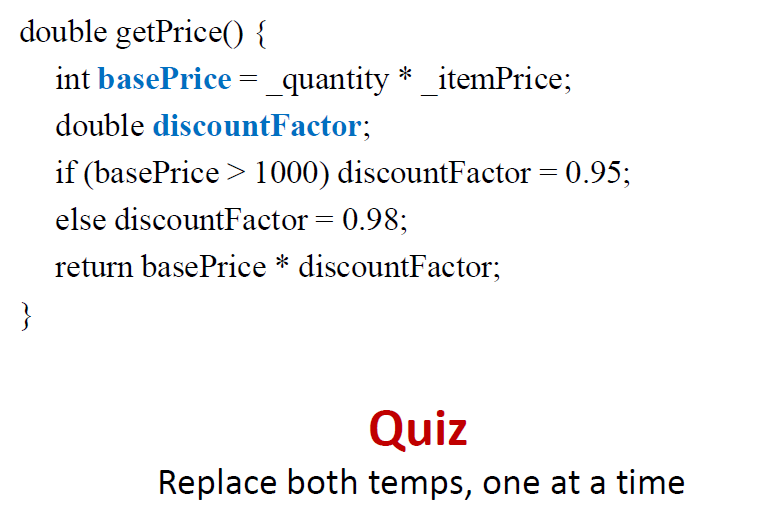 double getPrice() {
int basePrice = _quantity * _itemPrice;
double discountFactor;
if (basePrice > 1000) discountFactor = 0.95;
else discountFactor = 0.98;
return basePrice * discountFactor;
}
Quiz
Replace both temps, one at a time